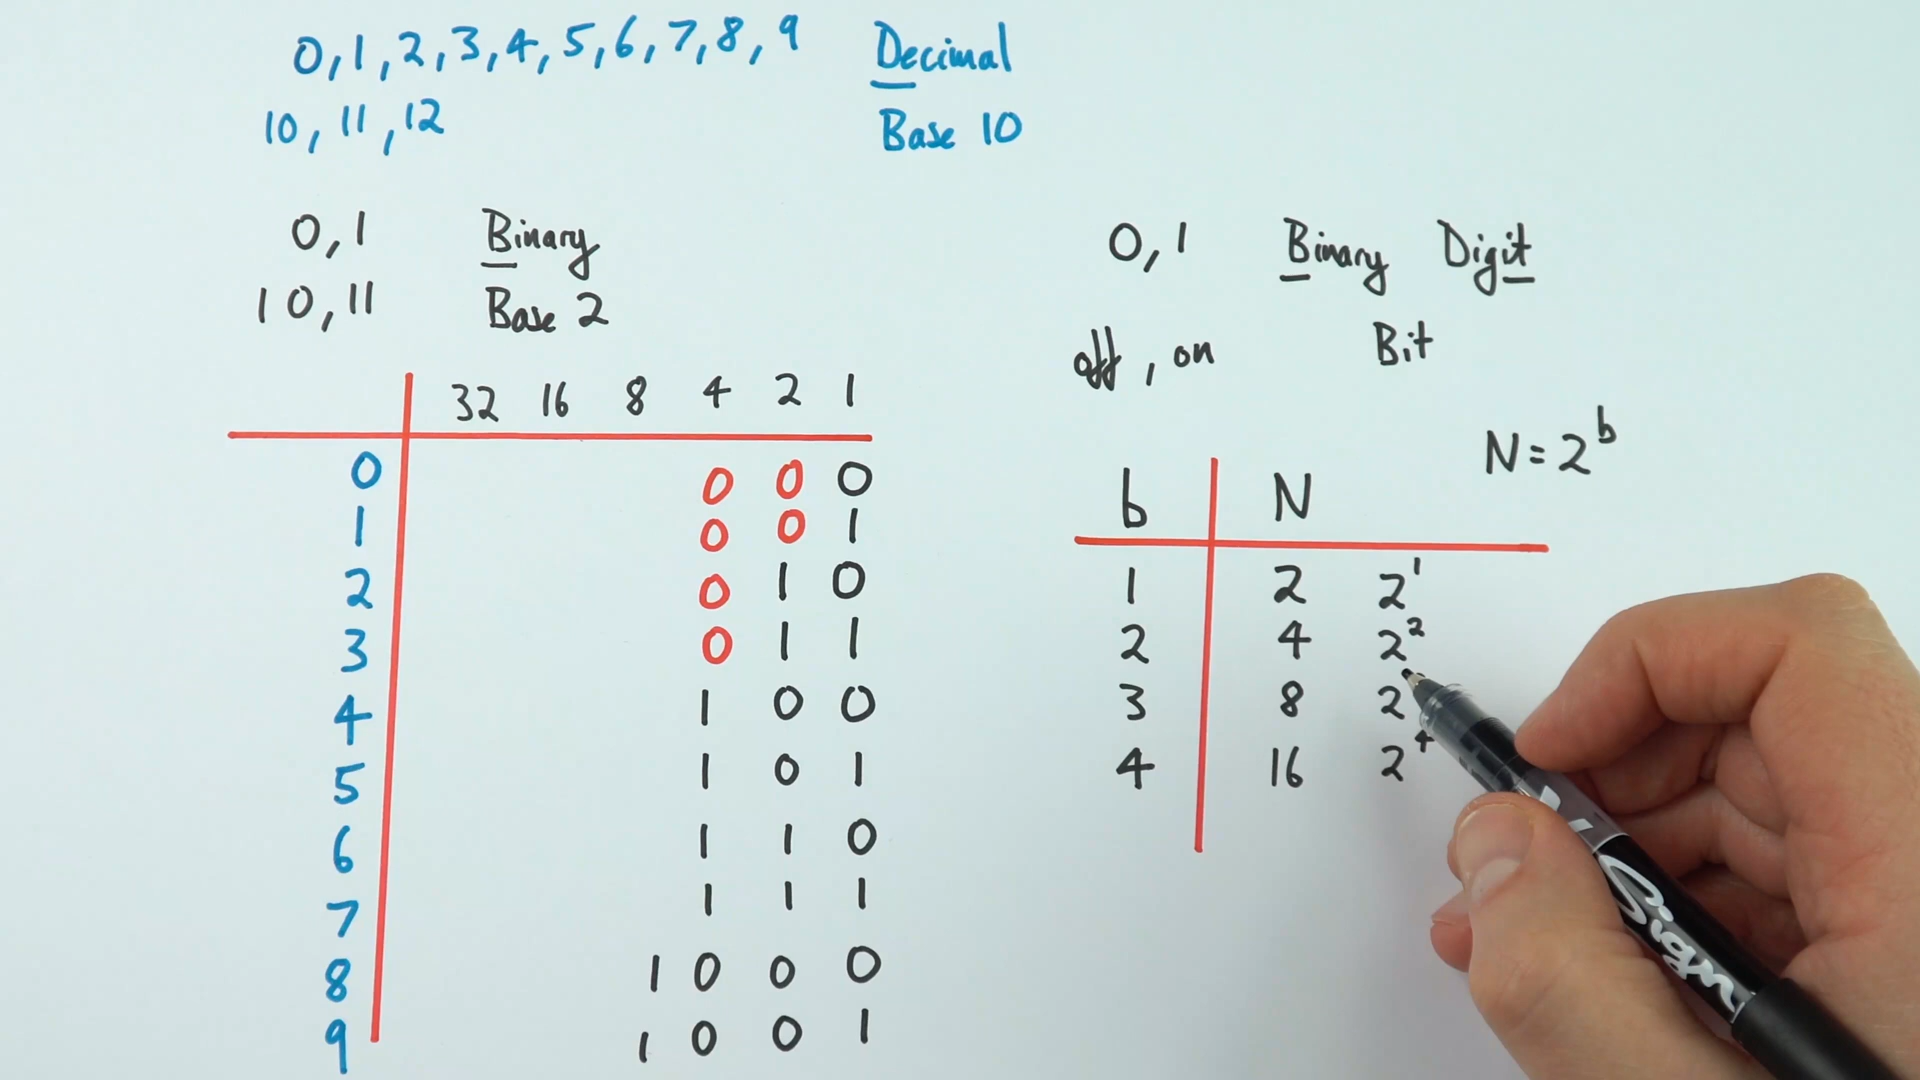 0, 1, 2, 3, 4, 5, 6, 7, 8, 9 Decimal
10, 11, 12 Base 10
0, 1 Binary
10, 11 Base 2
32 16 8 4 2 1
0 0 0 0
1 0 0 1
2 0 1 0
3 0 1 1
4 1 0 0
5 1 0 1
6 1 1 0
7 1 1 1
8 1 0 0 0
9 1 0 0 1
0, 1 Binary Digit
off, on Bit
N = 2^b
b N
1 2 2^1
2 4 2^2
3 8 2
4 16 2^4
Sign